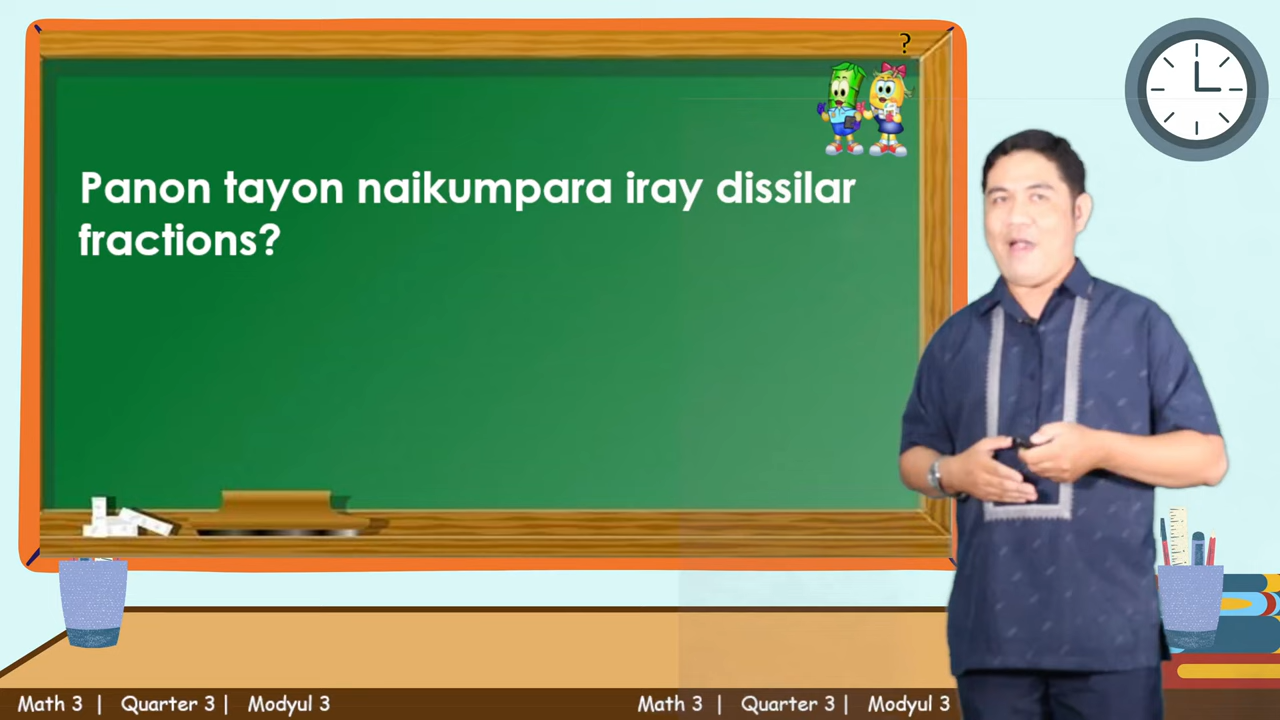 ?
Panon tayon naikumpara iray dissilar
fractions?
Math 3 | Quarter 3 | Modyul 3
Math 3 | Quarter 3 | Modyul 3